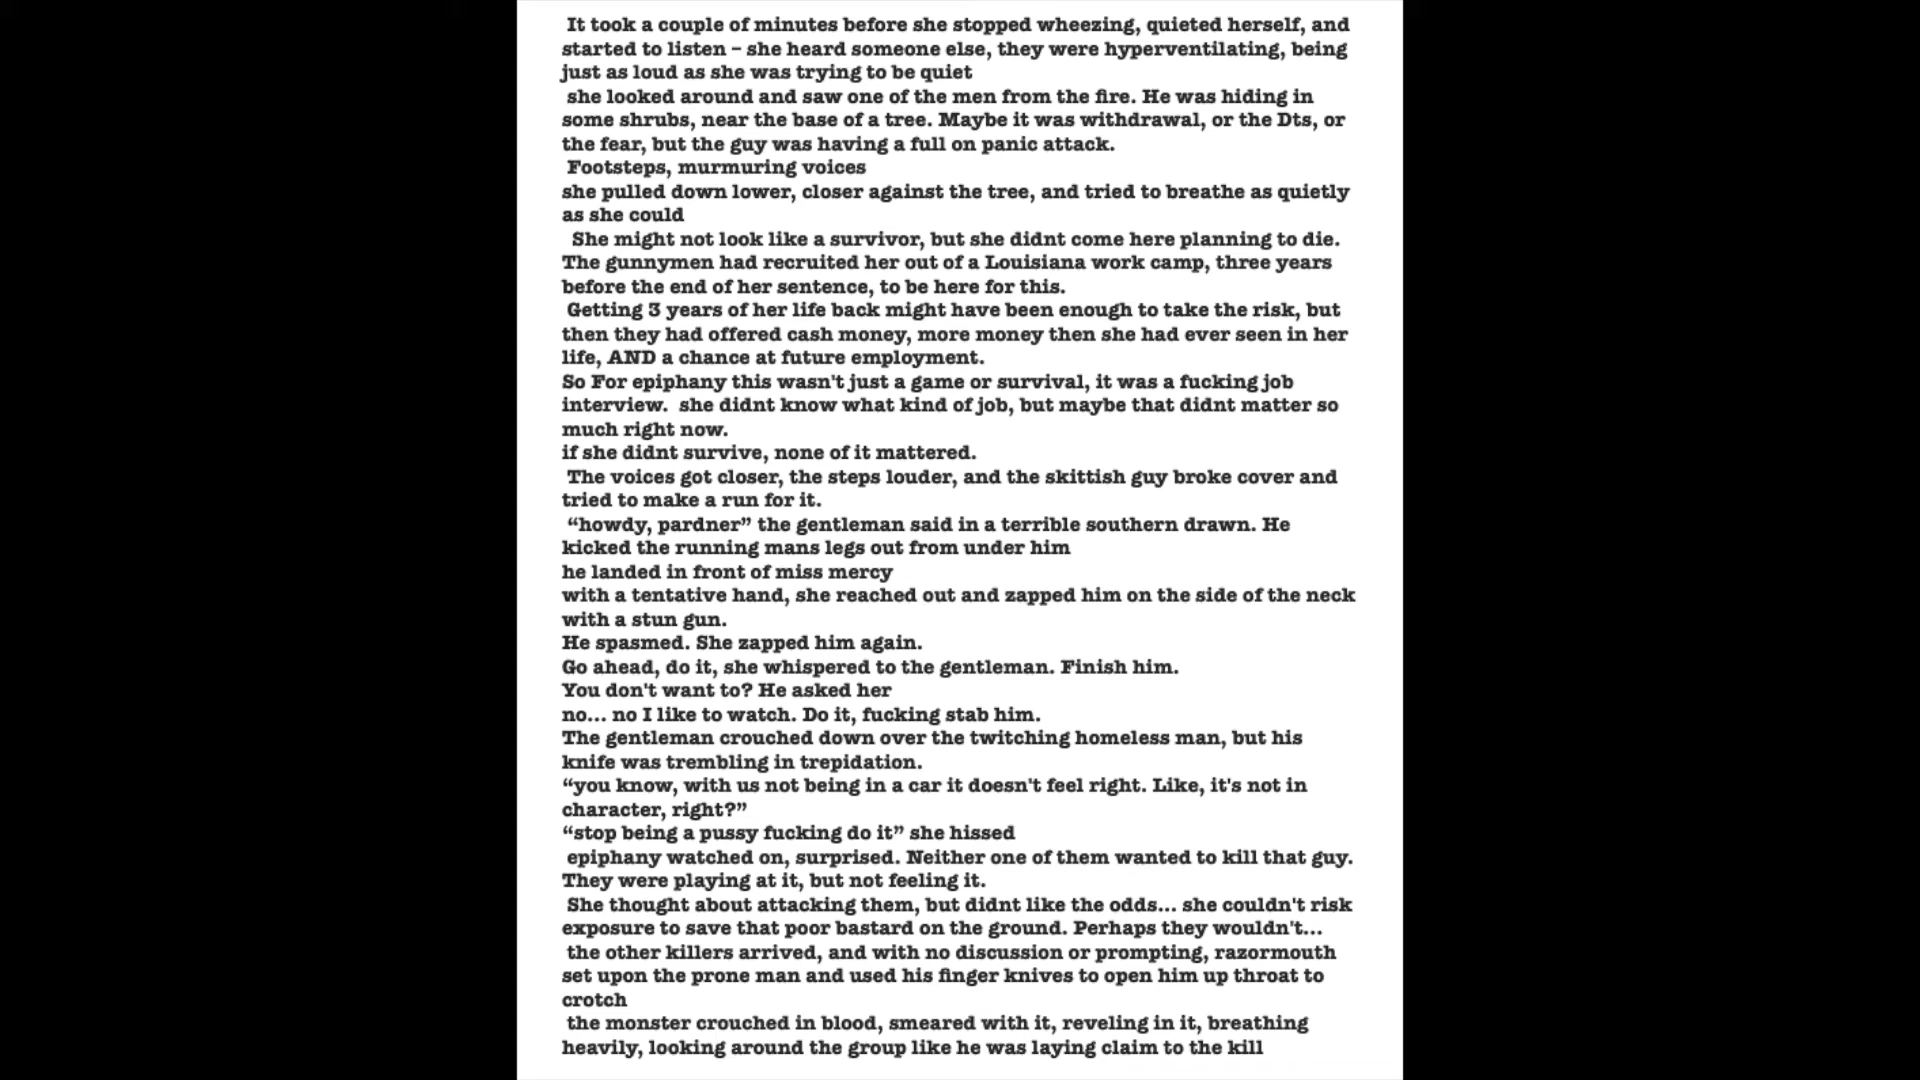 It took a couple of minutes before she stopped wheezing, quieted herself, and
started to listen – she heard someone else, they were hyperventilating, being
just as loud as she was trying to be quiet
she looked around and saw one of the men from the fire. He was hiding in
some shrubs, near the base of a tree. Maybe it was withdrawal, or the Dts, or
the fear, but the guy was having a full on panic attack.
Footsteps, murmuring voices
she pulled down lower, closer against the tree, and tried to breathe as quietly
as she could
She might not look like a survivor, but she didnt come here planning to die.
The gunnymen had recruited her out of a Louisiana work camp, three years
before the end of her sentence, to be here for this.
Getting 3 years of her life back might have been enough to take the risk, but
then they had offered cash money, more money then she had ever seen in her
life, AND a chance at future employment.
So For epiphany this wasn't just a game or survival, it was a fucking job
interview.  she didnt know what kind of job, but maybe that didnt matter so
much right now.
if she didnt survive, none of it mattered.
The voices got closer, the steps louder, and the skittish guy broke cover and
tried to make a run for it.
“howdy, pardner” the gentleman said in a terrible southern drawn. He
kicked the running mans legs out from under him
he landed in front of miss mercy
with a tentative hand, she reached out and zapped him on the side of the neck
with a stun gun.
He spasmed. She zapped him again.
Go ahead, do it, she whispered to the gentleman. Finish him.
You don't want to? He asked her
no... no I like to watch. Do it, fucking stab him.
The gentleman crouched down over the twitching homeless man, but his
knife was trembling in trepidation.
“you know, with us not being in a car it doesn't feel right. Like, it's not in
character, right?”
“stop being a pussy fucking do it” she hissed
epiphany watched on, surprised. Neither one of them wanted to kill that guy.
They were playing at it, but not feeling it.
She thought about attacking them, but didnt like the odds... she couldn't risk
exposure to save that poor bastard on the ground. Perhaps they wouldn't...
the other killers arrived, and with no discussion or prompting, razormouth
set upon the prone man and used his finger knives to open him up throat to
crotch
the monster crouched in blood, smeared with it, reveling in it, breathing
heavily, looking around the group like he was laying claim to the kill